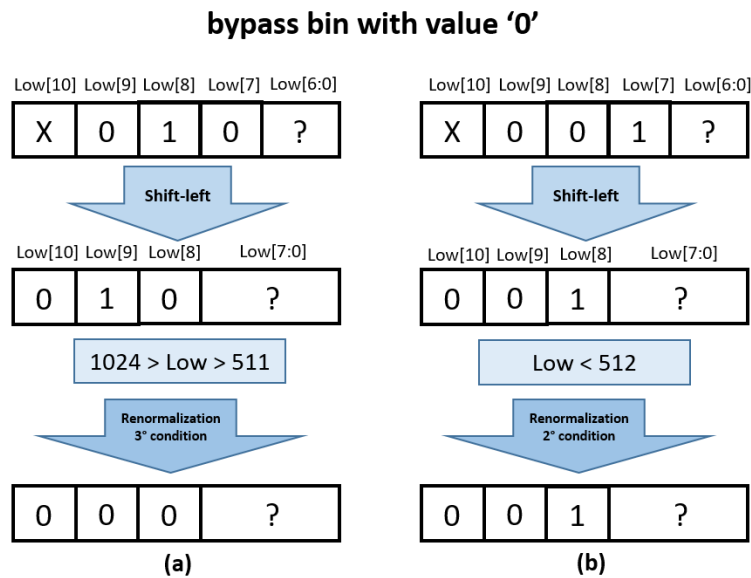 bypass bin with value ‘0’
Low[10] Low[9] Low[8] Low[7] Low[6:0]
X 0 1 0 ?
Shift-left
Low[10] Low[9] Low[8] Low[7:0]
0 1 0 ?
1024 > Low > 511
Renormalization
3° condition
0 0 0 ?
(a)
Low[10] Low[9] Low[8] Low[7] Low[6:0]
X 0 0 1 ?
Shift-left
Low[10] Low[9] Low[8] Low[7:0]
0 0 1 ?
Low < 512
Renormalization
2° condition
0 0 1 ?
(b)